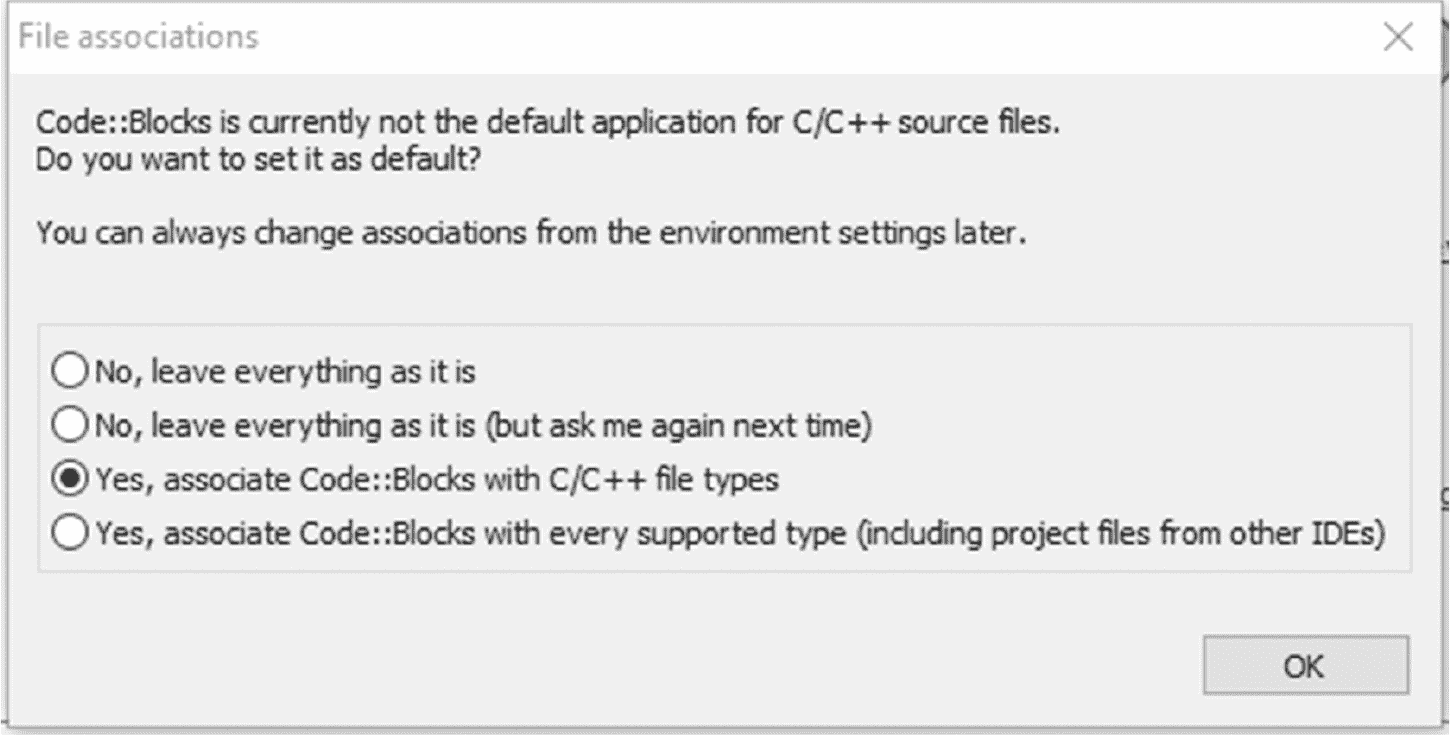 File associations
Code::Blocks is currently not the default application for C/C++ source files.
Do you want to set it as default?
You can always change associations from the environment settings later.
No, leave everything as it is
No, leave everything as it is (but ask me again next time)
Yes, associate Code::Blocks with C/C++ file types
Yes, associate Code::Blocks with every supported type (including project files from other IDEs)
OK